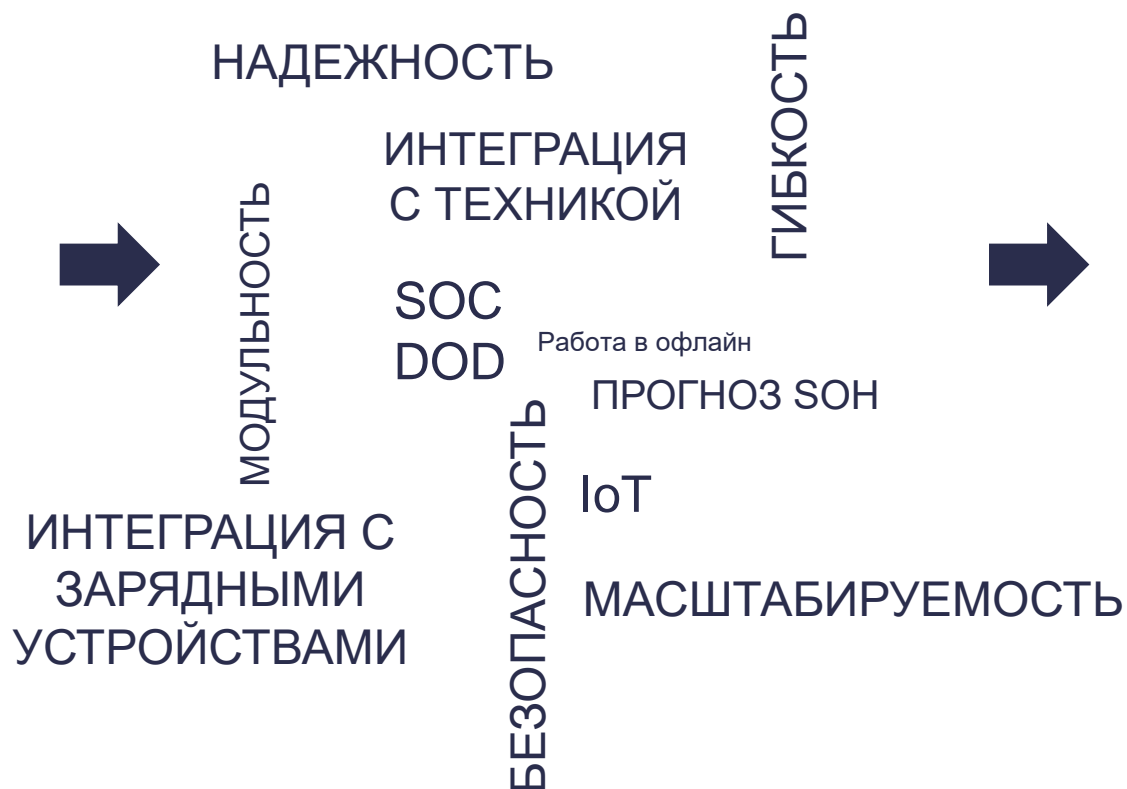 НАДЕЖНОСТЬ
ГИБКОСТЬ
ИНТЕГРАЦИЯ
С ТЕХНИКОЙ
МОДУЛЬНОСТЬ
SOC
DOD
Работа в офлайн
ПРОГНОЗ SOH
БЕЗОПАСНОСТЬ
IoT
ИНТЕГРАЦИЯ С
ЗАРЯДНЫМИ
УСТРОЙСТВАМИ
МАСШТАБИРУЕМОСТЬ